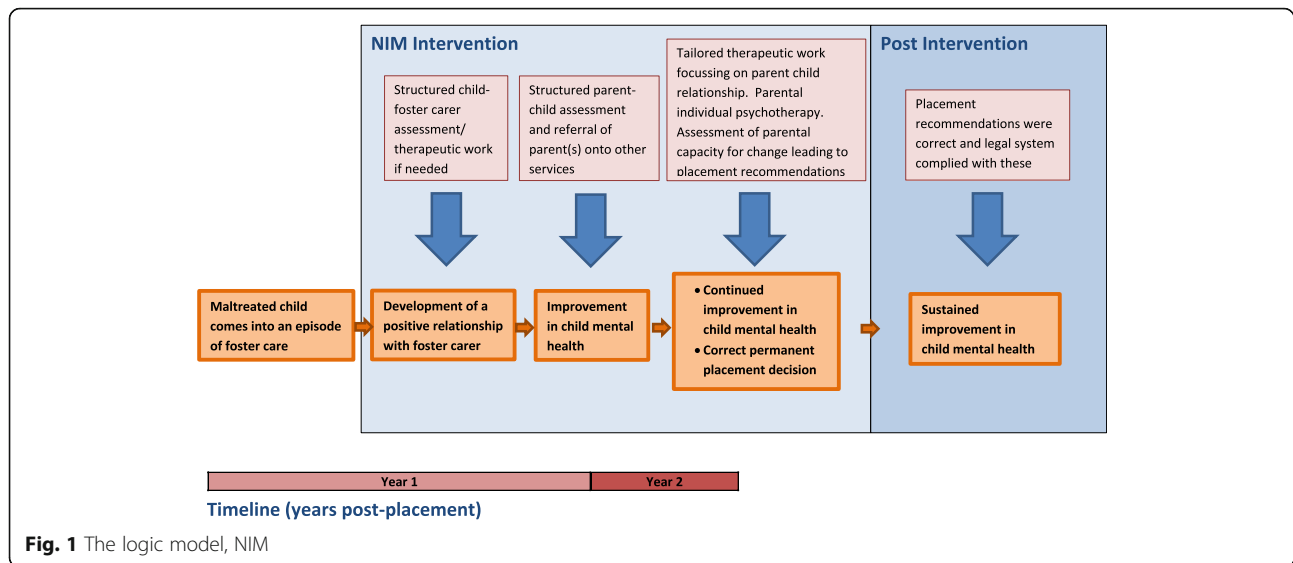 NIM Intervention
Post Intervention
Structured child-
foster carer
assessment/
therapeutic work
if needed
Structured parent-
child assessment
and referral of
parent(s) onto other
services
Tailored therapeutic work
focussing on parent child
relationship. Parental
individual psychotherapy.
Assessment of parental
capacity for change leading to
placement recommendations
Placement
recommendations were
correct and legal system
complied with these
Maltreated child
comes into an episode
of foster care
Development of a
positive relationship
with foster carer
Improvement
in child mental
health
• Continued
improvement in
child mental health
• Correct permanent
placement decision
Sustained
improvement in
child mental health
Year 1
Year 2
Timeline (years post-placement)
Fig. 1 The logic model, NIM